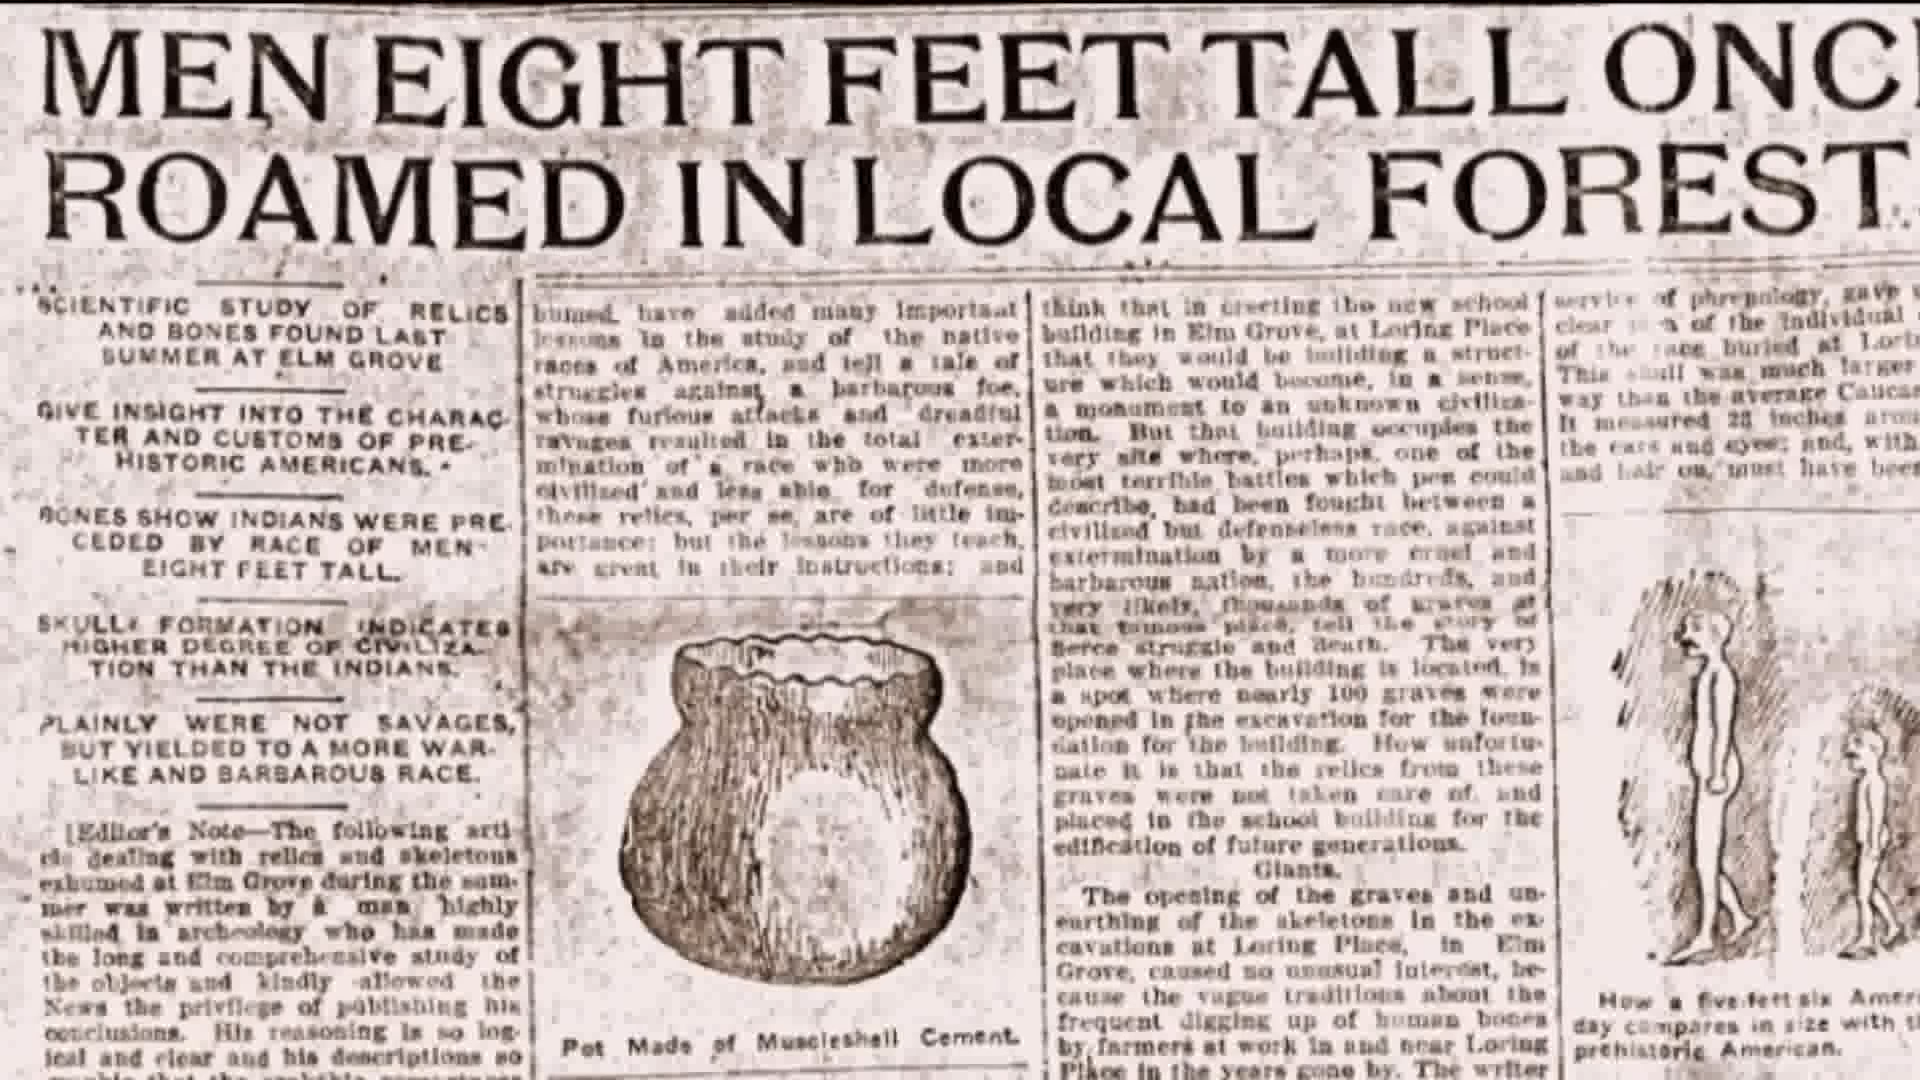 MEN EIGHT FEET TALL ONC
ROAMED IN LOCAL FOREST
SCIENTIFIC STUDY OF RELICS
AND BONES FOUND LAST
SUMMER AT ELM GROVE
GIVE INSIGHT INTO THE CHARAC-
TER AND CUSTOMS OF PRE-
HISTORIC AMERICANS.
BONES SHOW INDIANS WERE PRE-
CEDED BY RACE OF MEN
EIGHT FEET TALL.
SKULL FORMATION INDICATES
HIGHER DEGREE OF CIVILIZA-
TION THAN THE INDIANS.
PLAINLY WERE NOT SAVAGES,
BUT YIELDED TO A MORE WAR-
LIKE AND BARBAROUS RACE.
[Editor's Note—The following arti-
cle dealing with relics and skeletons
exhumed at Elm Grove during the sum-
mer was written by a man highly
skilled in archeology who has made
the long and comprehensive study of
the objects and kindly allowed the
News the privilege of publishing his
conclusions. His reasoning is so log-
ical and clear and his descriptions so
humed, have added many important
lessons in the study of the native
races of America, and tell a tale of
struggles against a barbarous foe,
whose furious attacks and dreadful
ravages resulted in the total exter-
mination of a race who were more
civilized and less able for defense,
these relics, per se, are of little im-
portance; but the lessons they teach,
are great in their instructions; and
Pot Made of Muscleshell Cement.
think that in erecting the new school
building in Elm Grove, at Loring Place
that they would be building a struct-
ure which would become, in a sense,
a monument to an unknown civiliza-
tion. But that building occupies the
very site where, perhaps, one of the
most terrible battles which pen could
describe, had been fought between a
civilized but defenseless race, against
extermination by a more cruel and
barbarous nation, the hundreds, and
very likely, thousands of graves at
that famous place, tell the story of
fierce struggle and death. The very
place where the building is located, is
a spot where nearly 100 graves were
opened in the excavation for the foun-
dation for the building. How unfortu-
nate it is that the relics from these
graves were not taken care of, and
placed in the school building for the
edification of future generations.
Giants.
The opening of the graves and un-
earthing of the skeletons in the ex-
cavations at Loring Place, in Elm
Grove, caused no unusual interest, be-
cause the vague traditions about the
frequent digging up of human bones
by farmers at work in and near Loring
Place in the years gone by. The writer
service of phrenology, gave
clear of the individual
of the race buried at
This skull was much larger
way than the average
It measured 28 inches
the ears and eyes; and, with
and hair on, must have been
How a five-feet six
day compares in size with
prehistoric American.